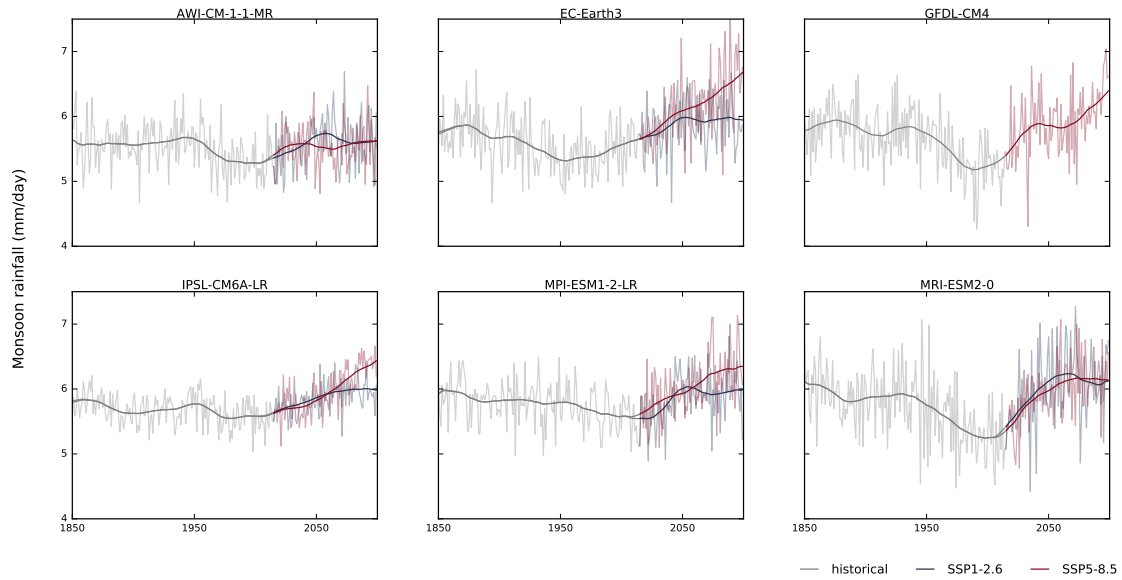 AWI-CM-1-1-MR
EC-Earth3
GFDL-CM4
7
6
5
4
Monsoon rainfall (mm/day)
IPSL-CM6A-LR
MPI-ESM1-2-LR
MRI-ESM2-0
7
6
5
4
1850 1950 2050
1850 1950 2050
1850 1950 2050
historical SSP1-2.6 SSP5-8.5